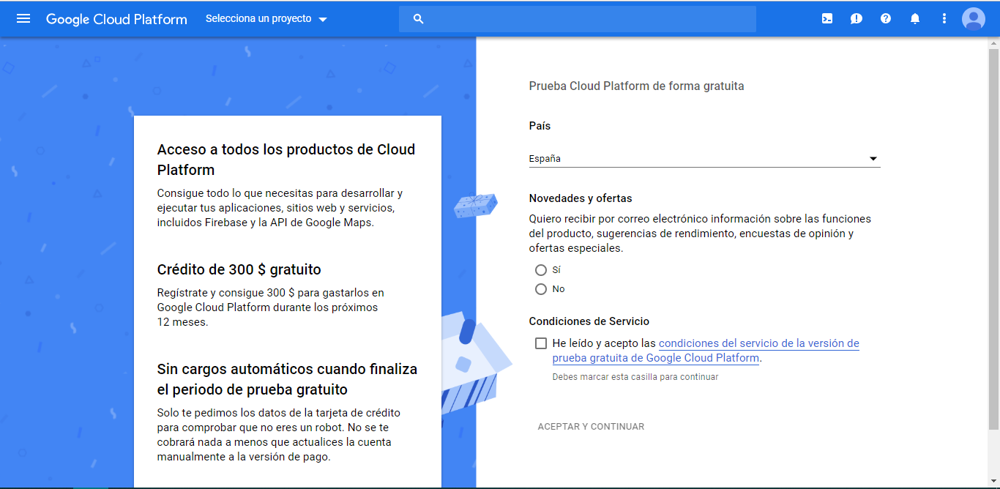 Google Cloud Platform
Selecciona un proyecto
Acceso a todos los productos de Cloud
Platform
Consigue todo lo que necesitas para desarrollar y
ejecutar tus aplicaciones, sitios web y servicios,
incluidos Firebase y la API de Google Maps.
Crédito de 300 $ gratuito
Regístrate y consigue 300 $ para gastarlos en
Google Cloud Platform durante los próximos
12 meses.
Sin cargos automáticos cuando finaliza
el periodo de prueba gratuito
Solo te pedimos los datos de la tarjeta de crédito
para comprobar que no eres un robot. No se te
cobrará nada a menos que actualices la cuenta
manualmente a la versión de pago.
Prueba Cloud Platform de forma gratuita
País
España
Novedades y ofertas
Quiero recibir por correo electrónico información sobre las funciones
del producto, sugerencias de rendimiento, encuestas de opinión y
ofertas especiales.
Sí
No
Condiciones de Servicio
He leído y acepto las condiciones del servicio de la versión de
prueba gratuita de Google Cloud Platform.
Debes marcar esta casilla para continuar
ACEPTAR Y CONTINUAR